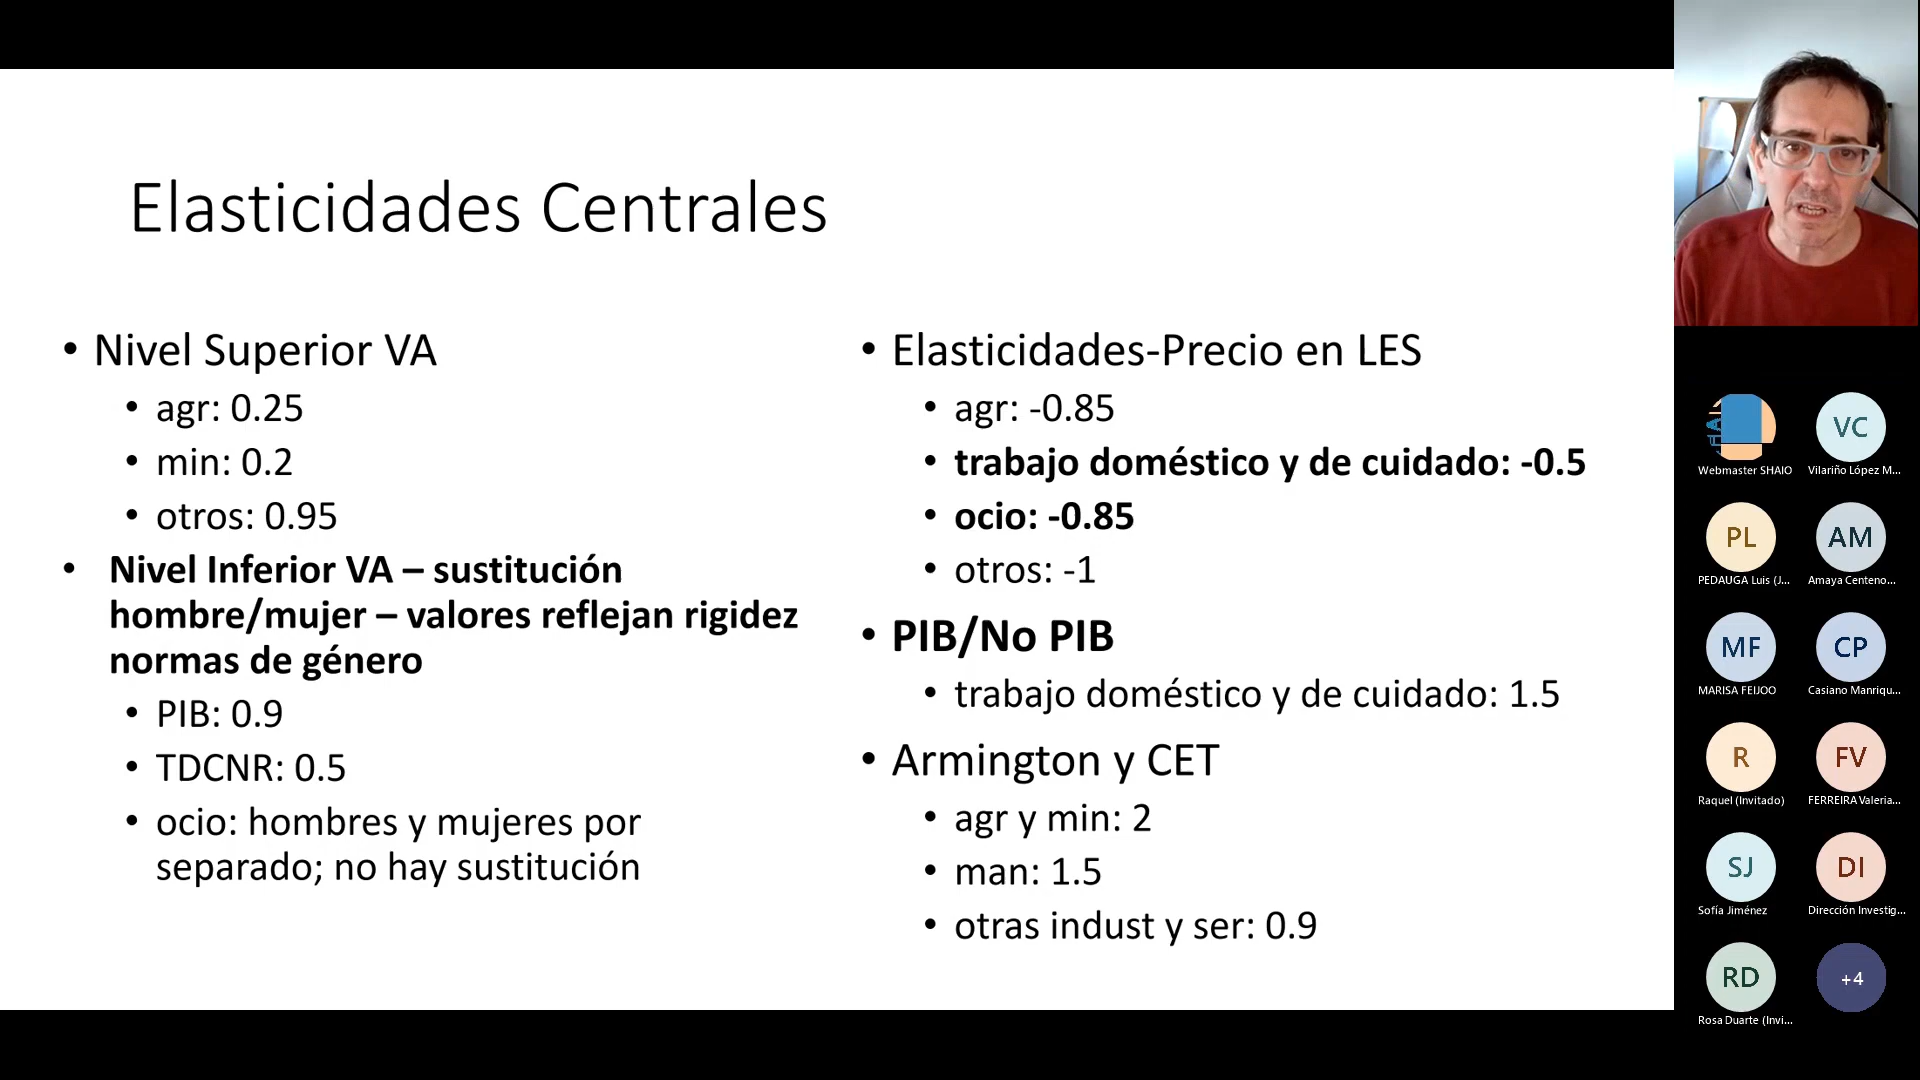 Elasticidades Centrales
• Nivel Superior VA
• agr: 0.25
• min: 0.2
• otros: 0.95
• Nivel Inferior VA – sustitución
hombre/mujer – valores reflejan rigidez
normas de género
• PIB: 0.9
• TDCNR: 0.5
• ocio: hombres y mujeres por
separado; no hay sustitución
• Elasticidades-Precio en LES
• agr: -0.85
• trabajo doméstico y de cuidado: -0.5
• ocio: -0.85
• otros: -1
• PIB/No PIB
• trabajo doméstico y de cuidado: 1.5
• Armington y CET
• agr y min: 2
• man: 1.5
• otras indust y ser: 0.9
Webmaster SHAIO
VC
Vilariño López M...
PL
PEDAUGA Luis (J...
AM
Amaya Centeno...
MF
MARISA FEIJOO
CP
Casiano Manriqu...
R
Raquel (Invitado)
FV
FERREIRA Valeria...
SJ
Sofía Jiménez
DI
Dirección Investig...
RD
Rosa Duarte (Invi...
+4